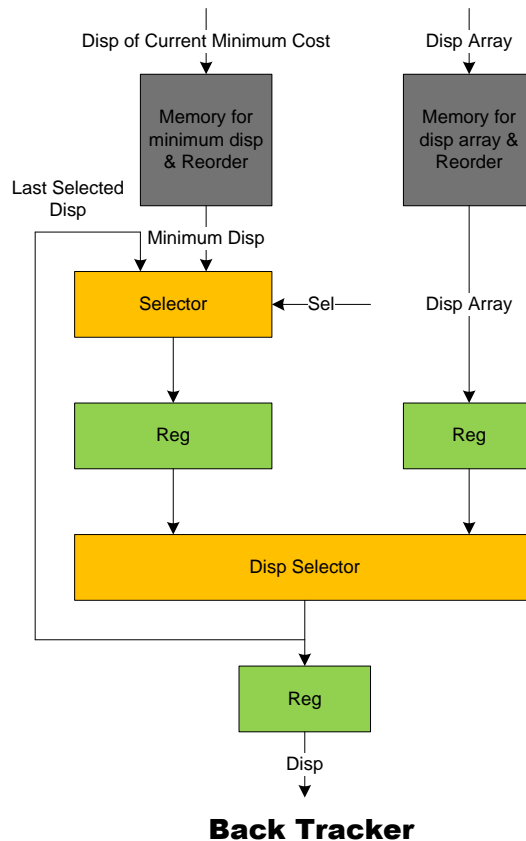 Disp of Current Minimum Cost
Disp Array
Memory for
minimum disp
& Reorder
Memory for
disp array &
Reorder
Last Selected
Disp
Minimum Disp
Selector
Sel
Disp Array
Reg
Reg
Disp Selector
Reg
Disp
Back Tracker